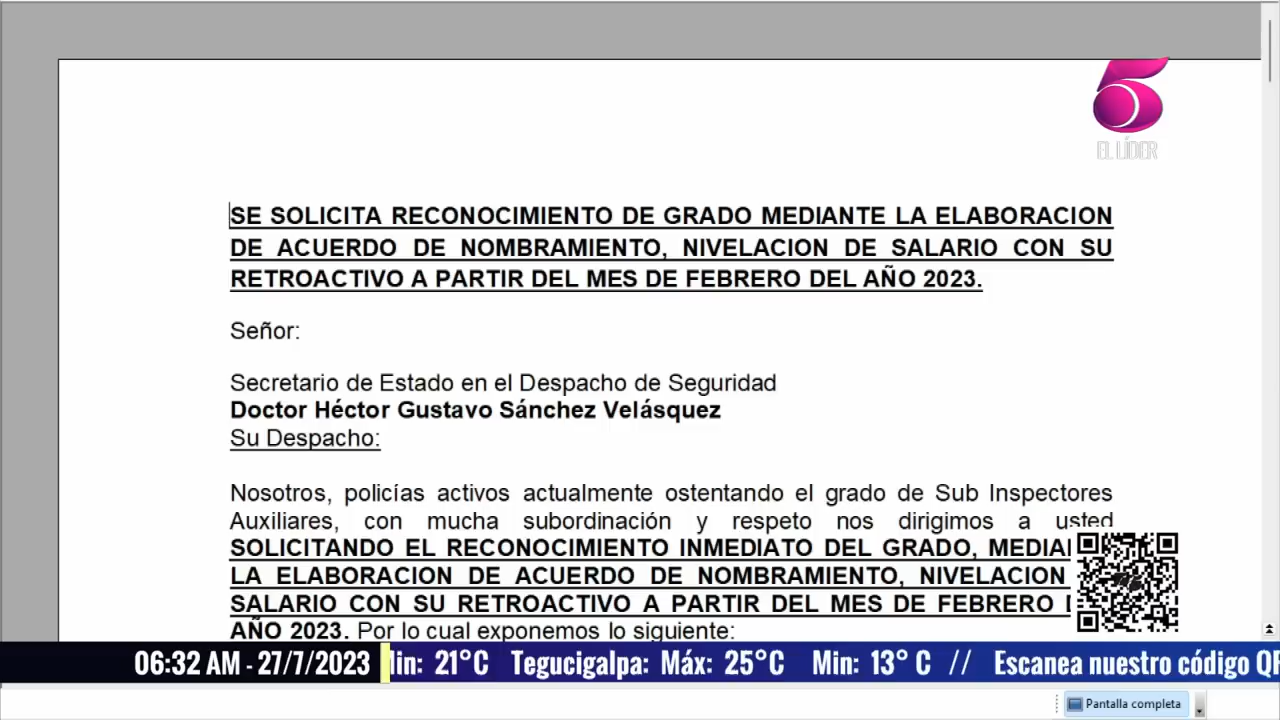 5
EL LÍDER
SE SOLICITA RECONOCIMIENTO DE GRADO MEDIANTE LA ELABORACION
DE ACUERDO DE NOMBRAMIENTO, NIVELACION DE SALARIO CON SU
RETROACTIVO A PARTIR DEL MES DE FEBRERO DEL AÑO 2023.
Señor:
Secretario de Estado en el Despacho de Seguridad
Doctor Héctor Gustavo Sánchez Velásquez
Su Despacho:
Nosotros, policías activos actualmente ostentando el grado de Sub Inspectores
Auxiliares, con mucha subordinación y respeto nos dirigimos a usted
SOLICITANDO EL RECONOCIMIENTO INMEDIATO DEL GRADO,
LA ELABORACION DE ACUERDO DE NOMBRAMIENTO, NIVELACION
SALARIO CON SU RETROACTIVO A PARTIR DEL MES DE FEBRERO
AÑO 2023. Por lo cual exponemos lo siguiente:
06:32 AM - 27/7/2023 21°C Tegucigalpa: Máx: 25°C Min: 13° C // Escanea nuestro código
Pantalla completa